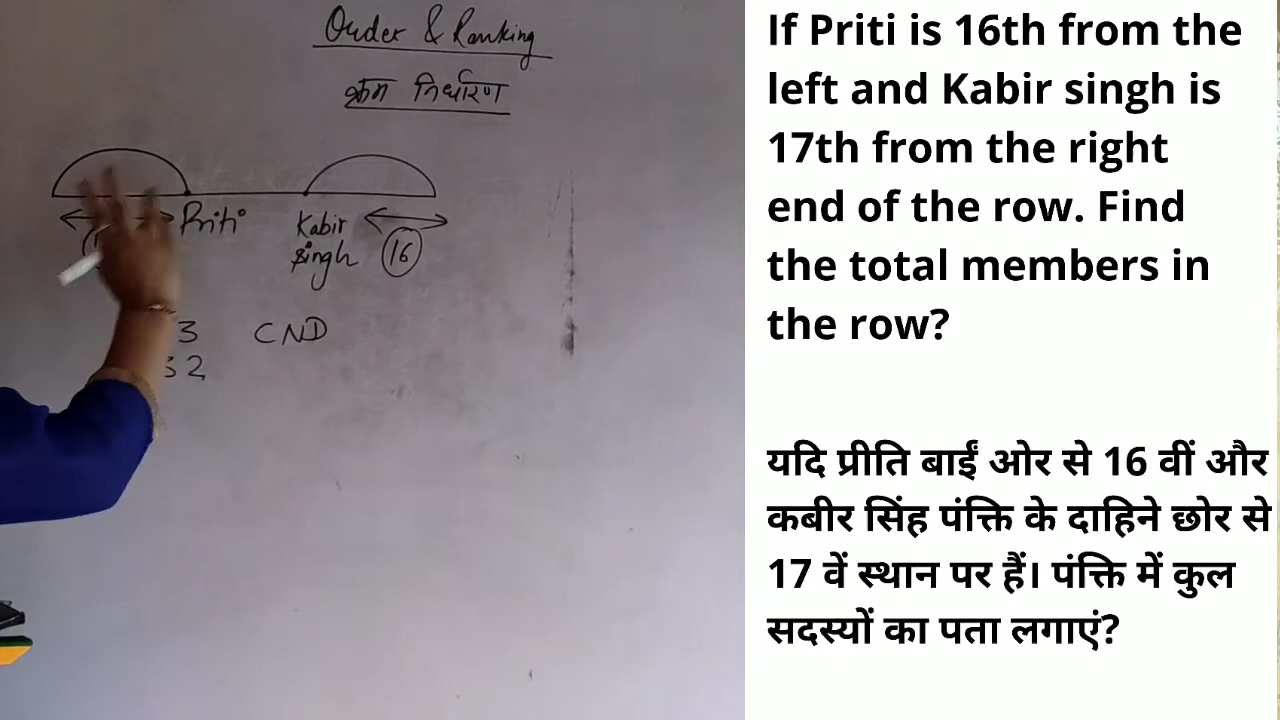 Order & Ranking
क्रम निर्धारण
Priti
Kabir
singh
16
3 CND
32
If Priti is 16th from the
left and Kabir singh is
17th from the right
end of the row. Find
the total members in
the row?
यदि प्रीति बाईं ओर से 16 वीं और
कबीर सिंह पंक्ति के दाहिने छोर से
17 वें स्थान पर हैं। पंक्ति में कुल
सदस्यों का पता लगाएं?